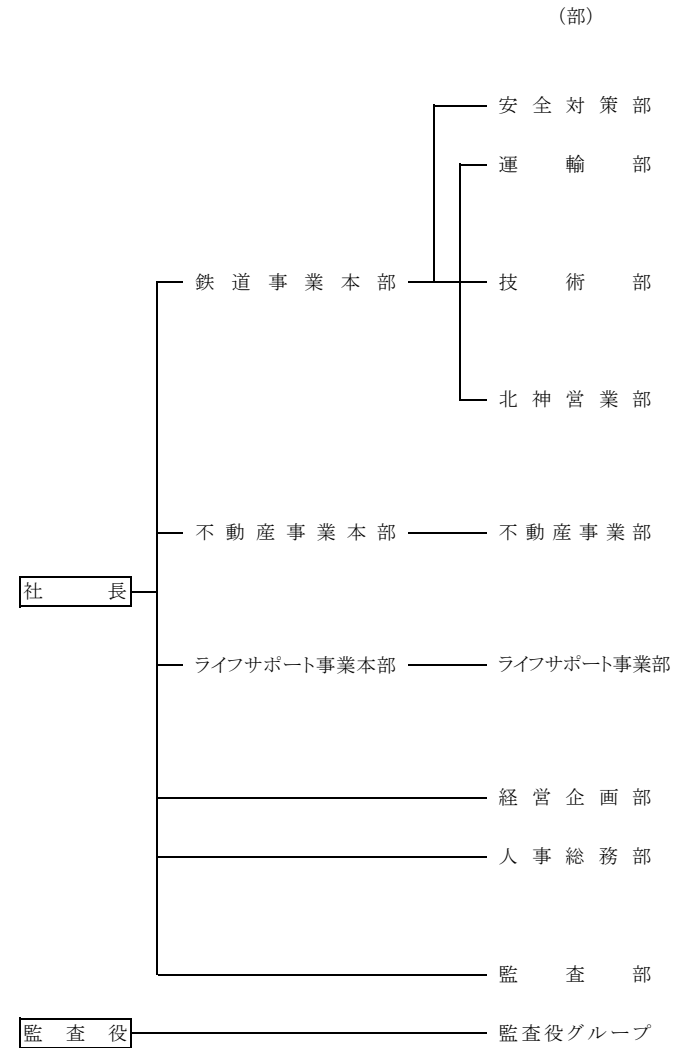 （部）
安全対策部
運輸部
鉄道事業本部
技術部
北神営業部
不動産事業本部
不動産事業部
社長
ライフサポート事業本部
ライフサポート事業部
経営企画部
人事総務部
監査部
監査役
監査役グループ